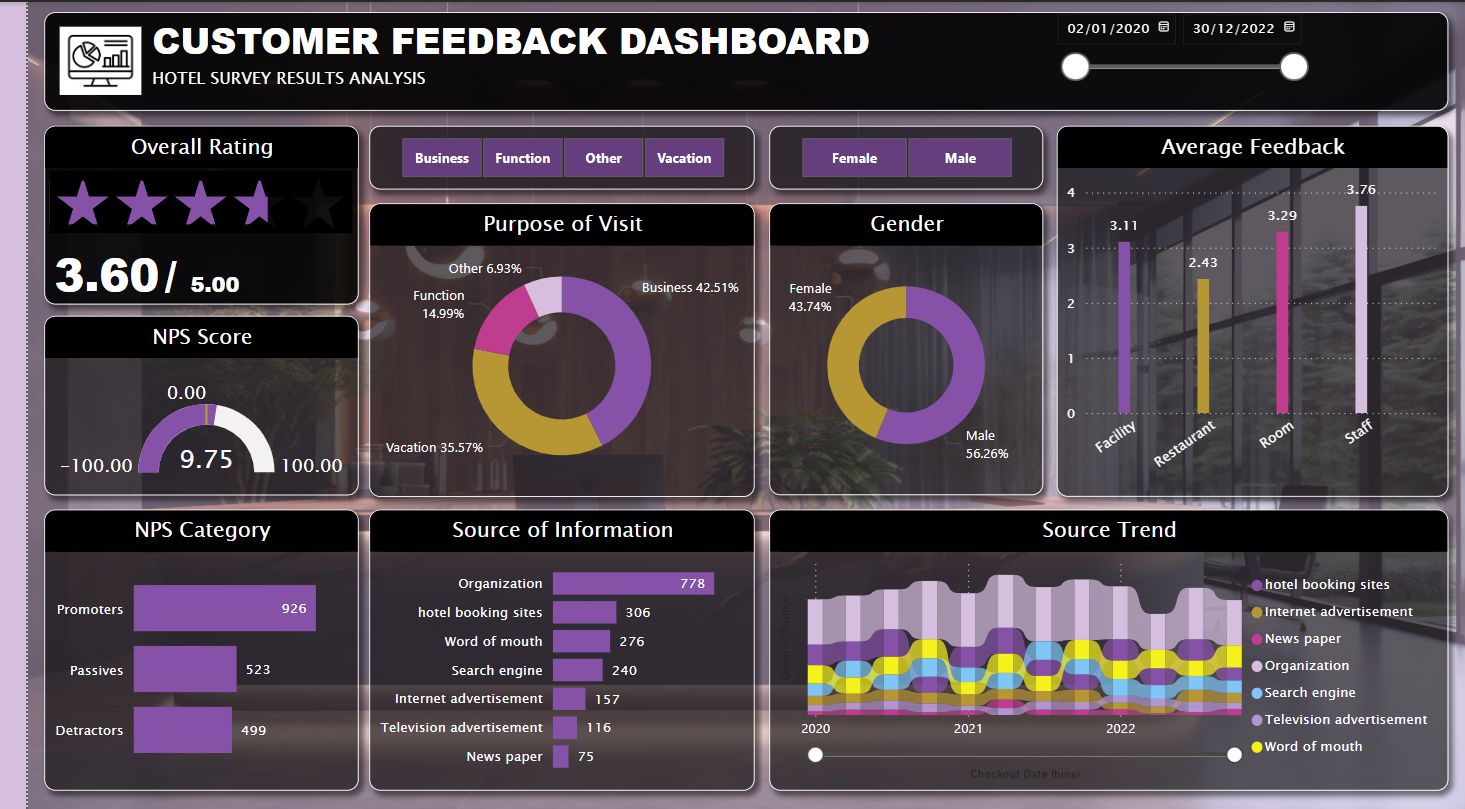 CUSTOMER FEEDBACK DASHBOARD
HOTEL SURVEY RESULTS ANALYSIS
02/01/2020
30/12/2022
Overall Rating
3.60/ 5.00
Business
Function
Other
Vacation
Female
Male
Average Feedback
4
3
2
1
0
3.11
2.43
3.29
3.76
Facility
Restaurant
Room
Staff
Purpose of Visit
Other 6.93%
Business 42.51%
Function
14.99%
Vacation 35.57%
Gender
Female
43.74%
Male
56.26%
NPS Score
0.00
-100.00
9.75
100.00
NPS Category
Promoters 926
Passives 523
Detractors 499
Source of Information
Organization 778
hotel booking sites 306
Word of mouth 276
Search engine 240
Internet advertisement 157
Television advertisement 116
News paper 75
Source Trend
Count of Source
2020
2021
2022
Checkout Date (bins)
hotel booking sites
Internet advertisement
News paper
Organization
Search engine
Television advertisement
Word of mouth